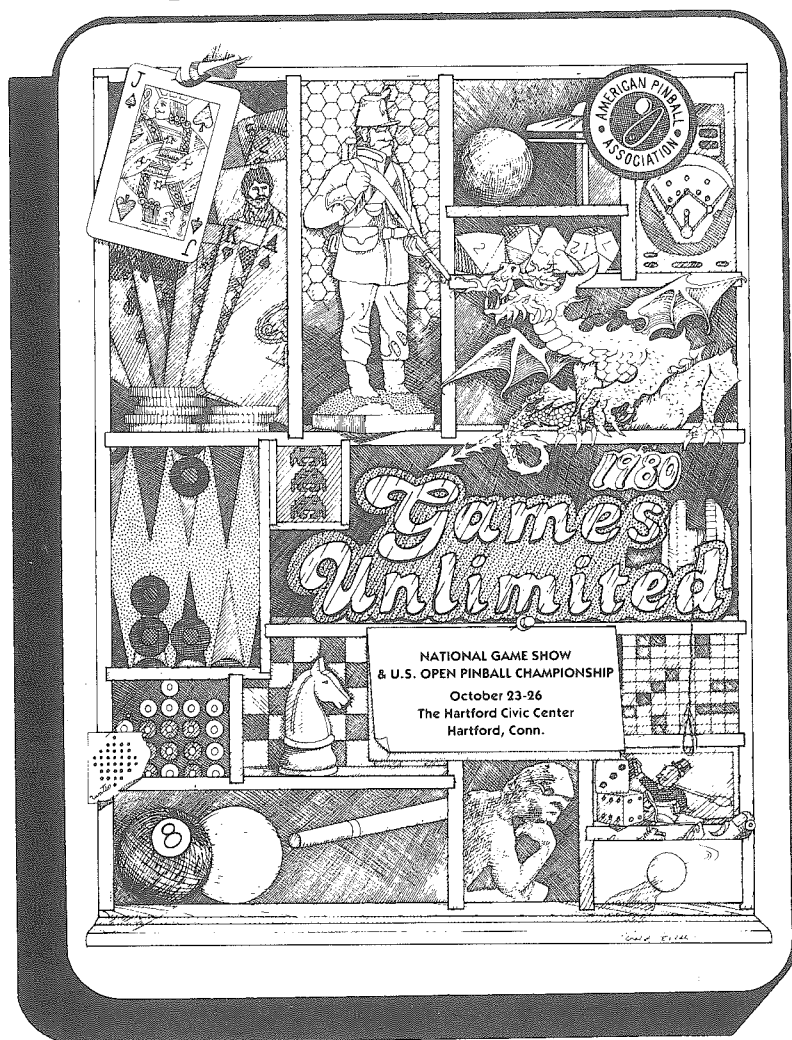 J
J
AMERICAN PINBALL
ASSOCIATION
K
A
1980
Games
Unlimited
NATIONAL GAME SHOW
& U.S. OPEN PINBALL CHAMPIONSHIP
October 23-26
The Hartford Civic Center
Hartford, Conn.
8